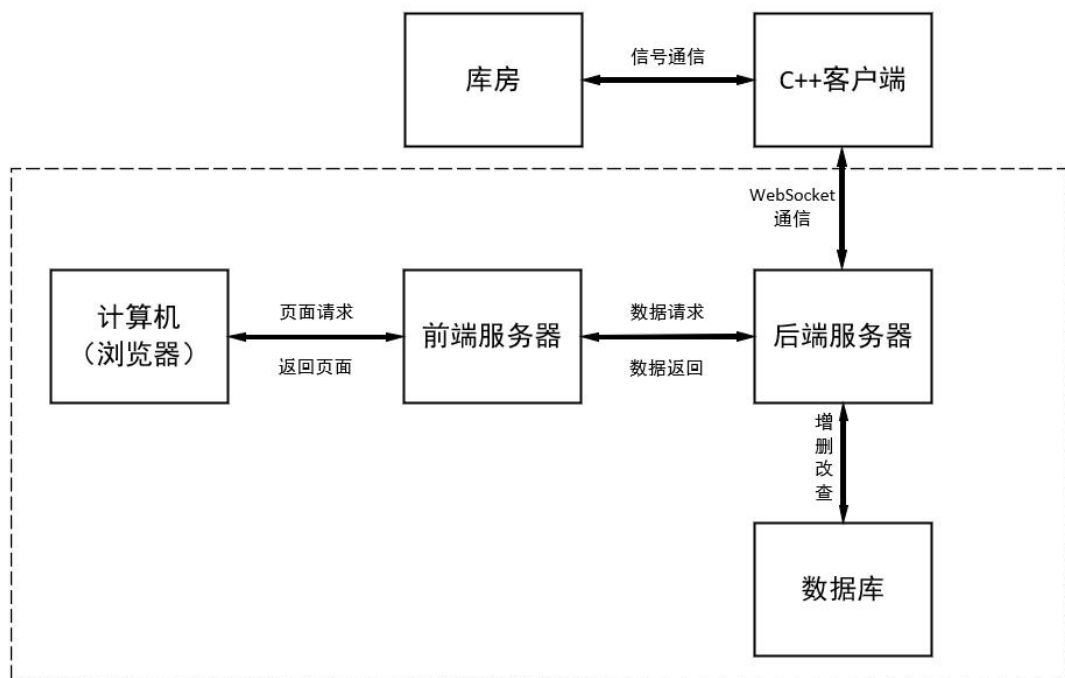 库房
信号通信
C++客户端
WebSocket
通信
计算机
（浏览器）
页面请求
返回页面
前端服务器
数据请求
数据返回
后端服务器
增
删
改
查
数据库